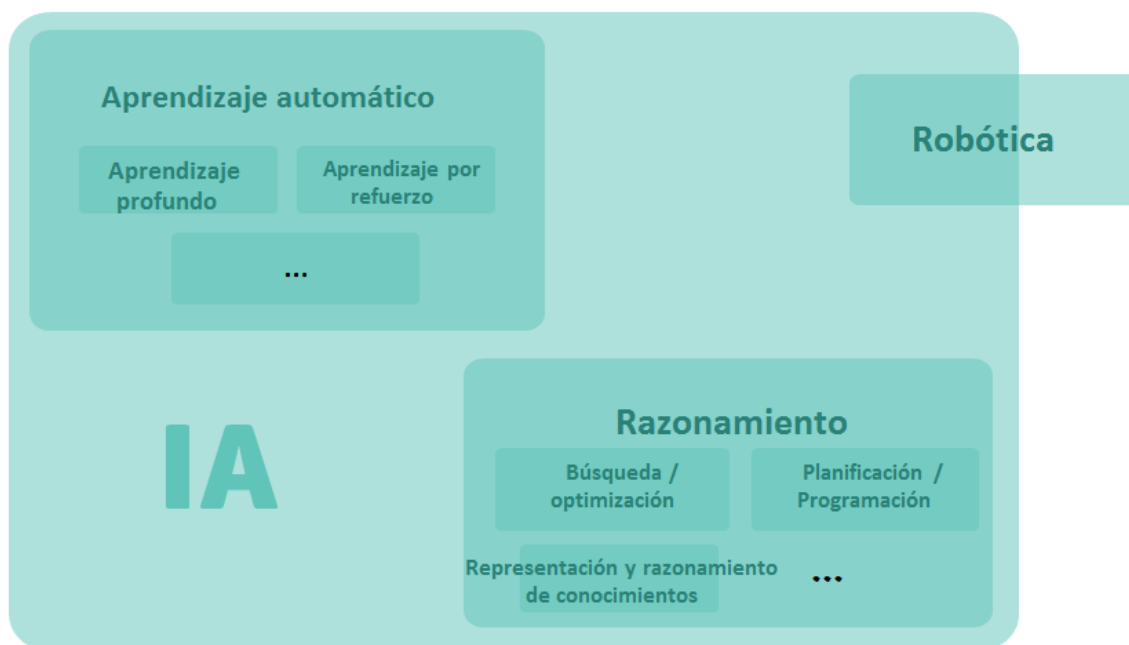 Aprendizaje automático
Robótica
Aprendizaje
profundo
Aprendizaje por
refuerzo
...
IA
Razonamiento
Búsqueda /
optimización
Planificación /
Programación
Representación y razonamiento
de conocimientos
...